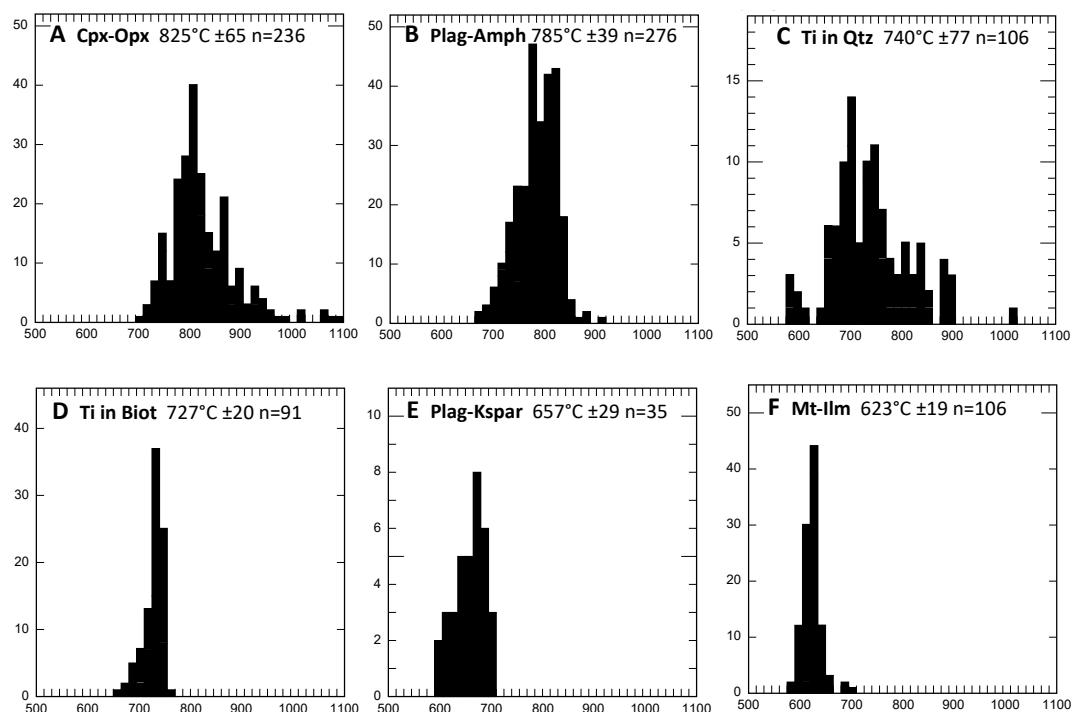 A Cpx-Opx 825°C ±65 n=236
50
40
30
20
10
0
500 600 700 800 900 1000 1100
B Plag-Amph 785°C ±39 n=276
50
40
30
20
10
0
500 600 700 800 900 1000 1100
C Ti in Qtz 740°C ±77 n=106
15
10
5
0
500 600 700 800 900 1000 1100
D Ti in Biot 727°C ±20 n=91
40
30
20
10
0
500 600 700 800 900 1000 1100
E Plag-Kspar 657°C ±29 n=35
10
8
6
4
2
0
500 600 700 800 900 1000 1100
F Mt-Ilm 623°C ±19 n=106
50
40
30
20
10
0
500 600 700 800 900 1000 1100